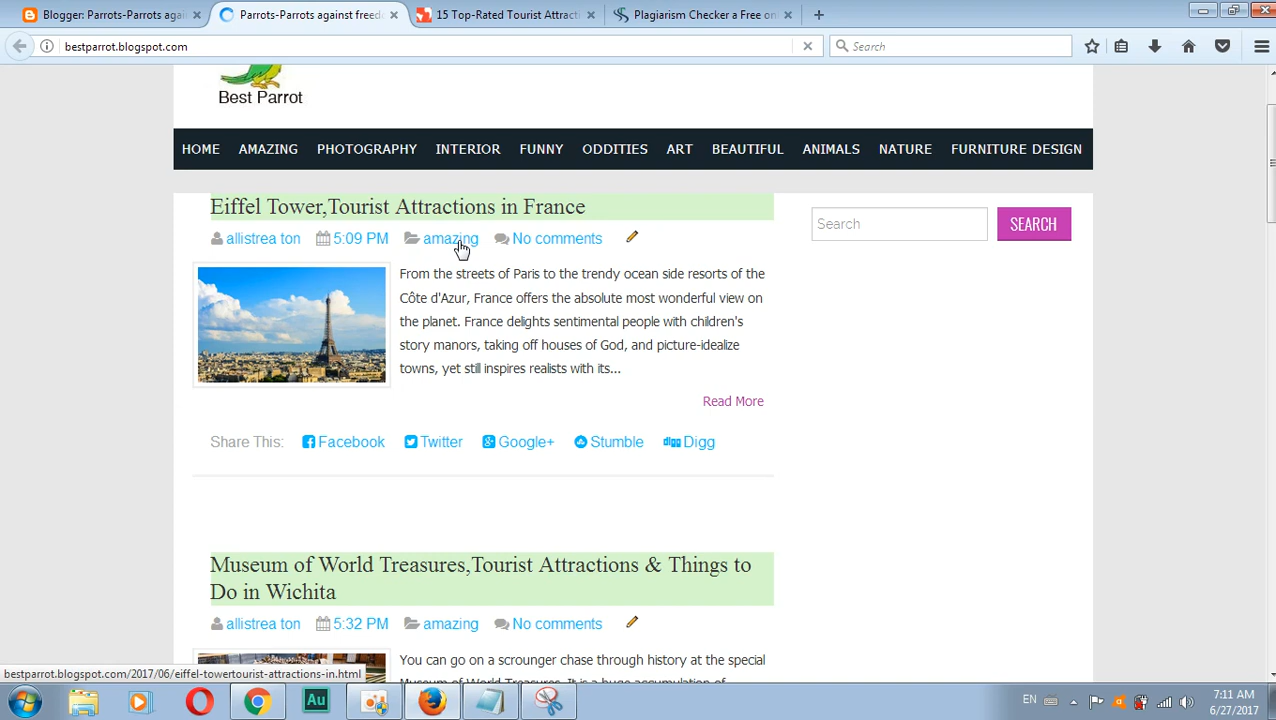 Blogger: Parrots-Parrots agai
Parrots-Parrots against freed
15 Top-Rated Tourist Attract
Plagiarism Checker a Free on
bestparrot.blogspot.com
Search
Best Parrot
HOME AMAZING PHOTOGRAPHY INTERIOR FUNNY ODDITIES ART BEAUTIFUL ANIMALS NATURE FURNITURE DESIGN
Eiffel Tower,Tourist Attractions in France
allistrea ton 5:09 PM amazing No comments
Search
SEARCH
From the streets of Paris to the trendy ocean side resorts of the
Côte d'Azur, France offers the absolute most wonderful view on
the planet. France delights sentimental people with children's
story manors, taking off houses of God, and picture-idealize
towns, yet still inspires realists with its...
Read More
Share This: Facebook Twitter Google+ Stumble digg Digg
Museum of World Treasures,Tourist Attractions & Things to
Do in Wichita
allistrea ton 5:32 PM amazing No comments
You can go on a scrounger chase through history at the special
Museum of World Treasures. It is a huge accumulation of
bestparrot.blogspot.com/2017/06/eiffel-towertourist-attractions-in.html
Au
EN
7:11 AM
6/27/2017